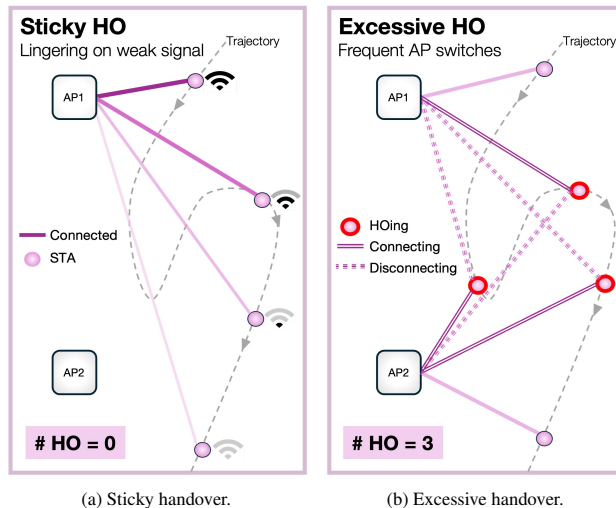 Sticky HO
Lingering on weak signal
Trajectory
AP1
Connected
STA
AP2
# HO = 0
(a) Sticky handover.
Excessive HO
Frequent AP switches
Trajectory
AP1
HOing
Connecting
Disconnecting
AP2
# HO = 3
(b) Excessive handover.